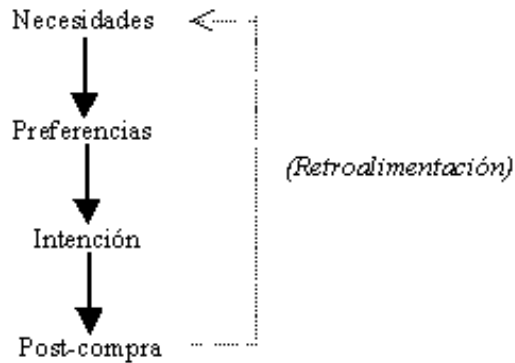 Necesidades
Preferencias
(Retroalimentación)
Intención
Post-compra